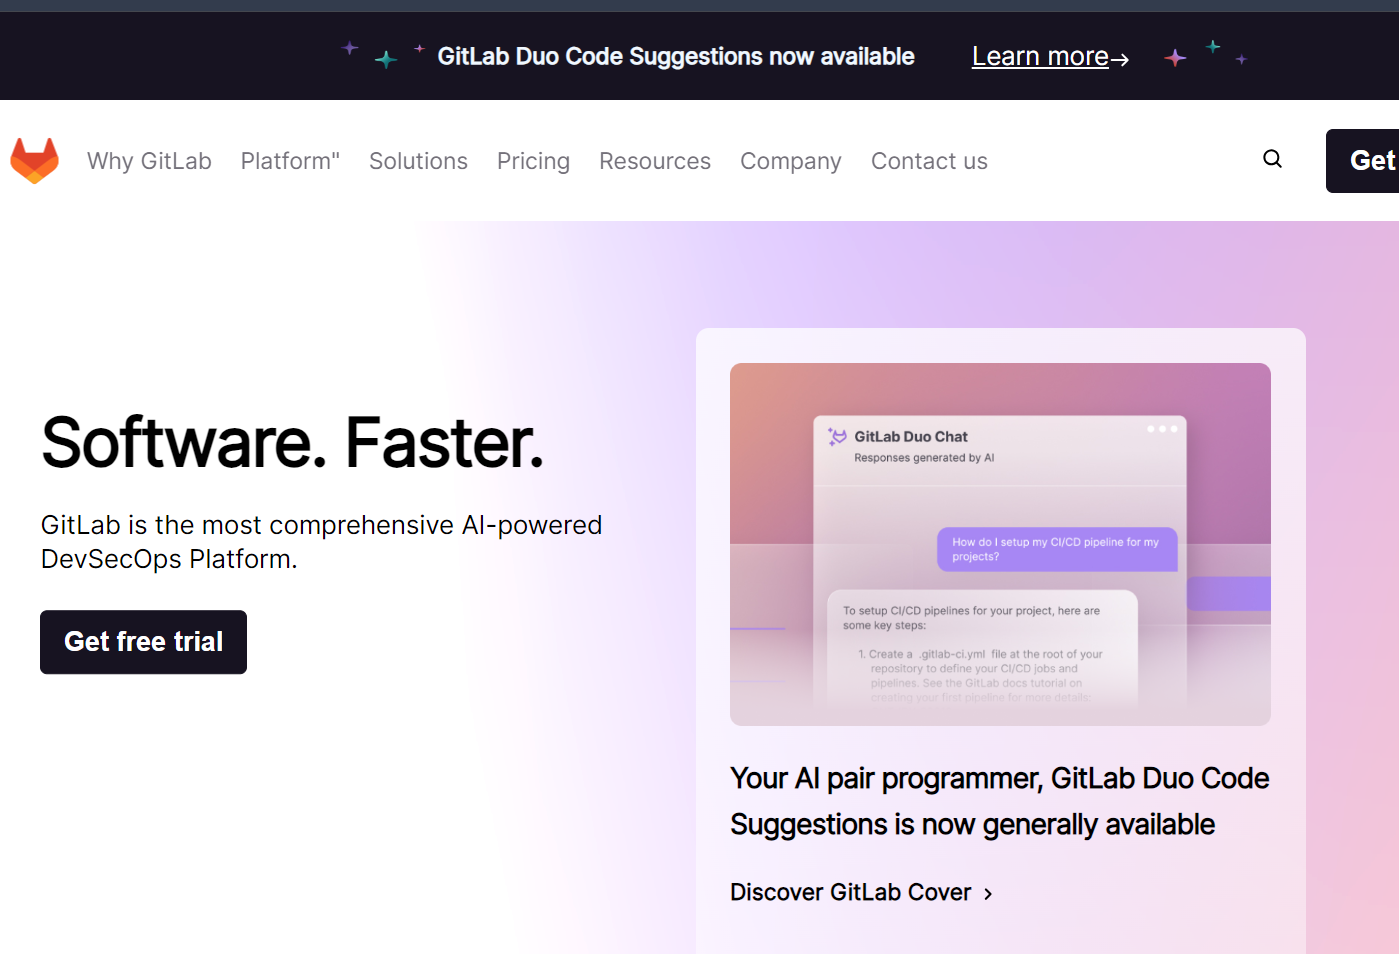 GitLab Duo Code Suggestions now available
Learn more→
Why GitLab
Platform"
Solutions
Pricing
Resources
Company
Contact us
Get
Software. Faster.
GitLab is the most comprehensive AI-powered
DevSecOps Platform.
Get free trial
GitLab Duo Chat
Responses generated by AI
How do I setup my CI/CD pipeline for my
projects?
To setup CI/CD pipelines for your project, here are
some key steps:
1. Create a .gitlab-ci.yml file at the root of your
repository to define your CI/CD jobs and
pipelines. See the GitLab docs tutorial on
creating your first pipeline for more details:
Your AI pair programmer, GitLab Duo Code
Suggestions is now generally available
Discover GitLab Cover ›